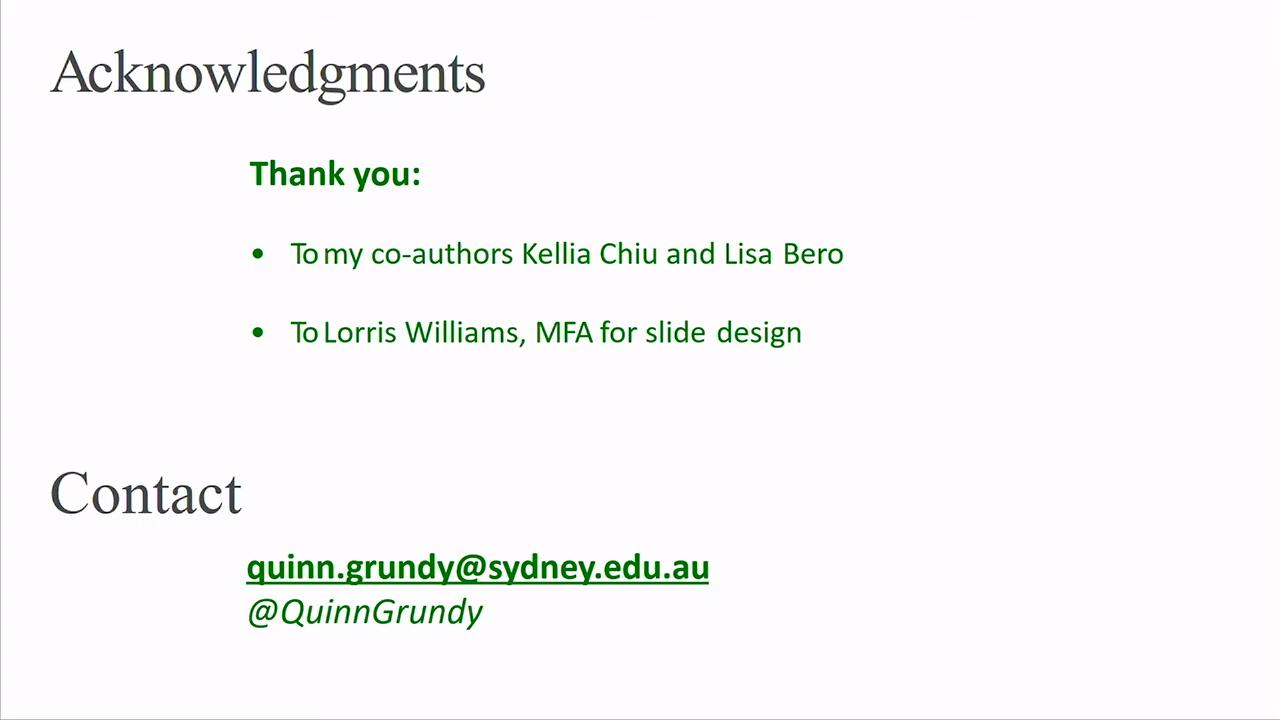 Acknowledgments
Thank you:
• To my co-authors Kellia Chiu and Lisa Bero
• To Lorris Williams, MFA for slide design
Contact
quinn.grundy@sydney.edu.au
@QuinnGrundy